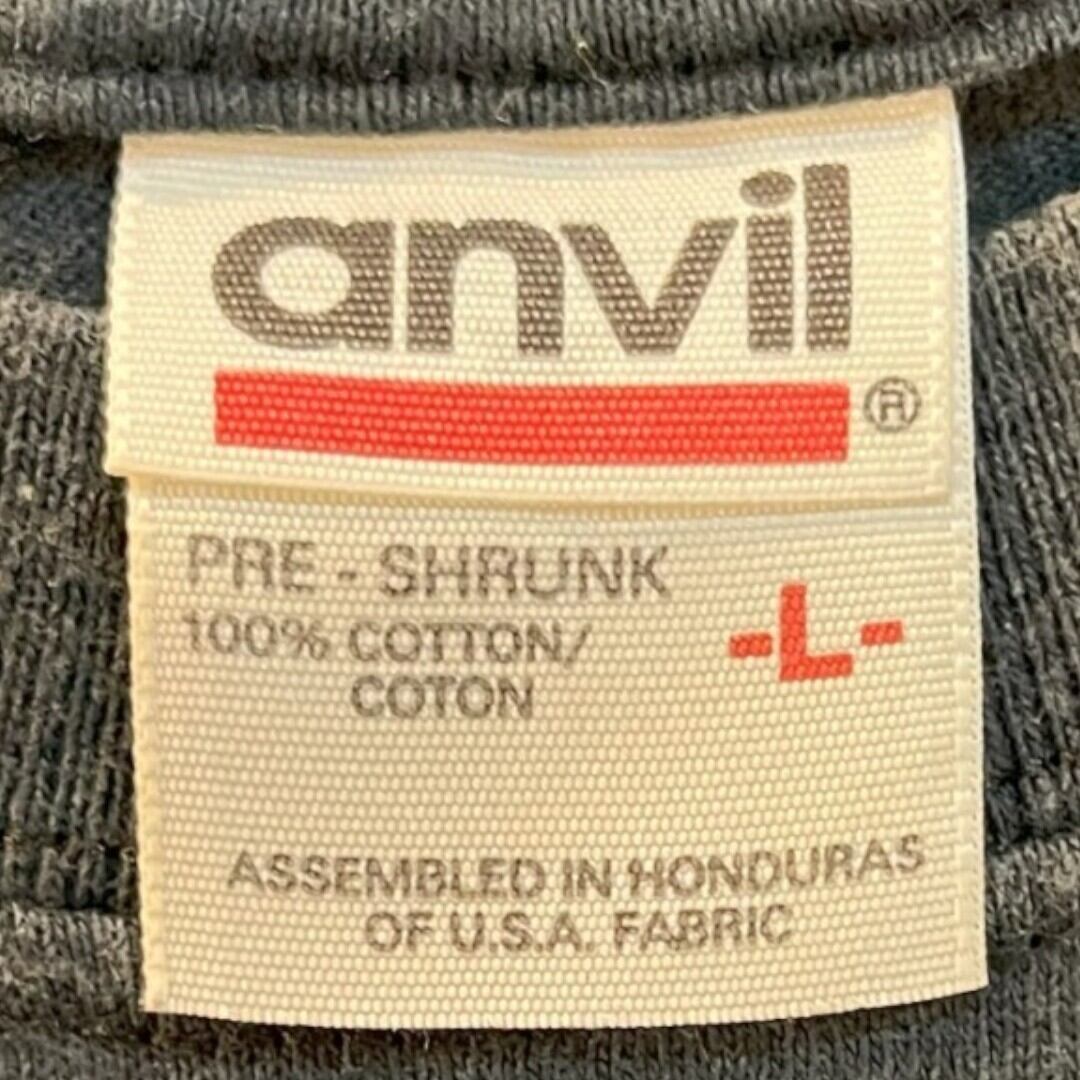 anvil
®
PRE - SHRUNK
100% COTTON/
COTON
-L-
ASSEMBLED IN HONDURAS
OF U.S.A. FABRIC